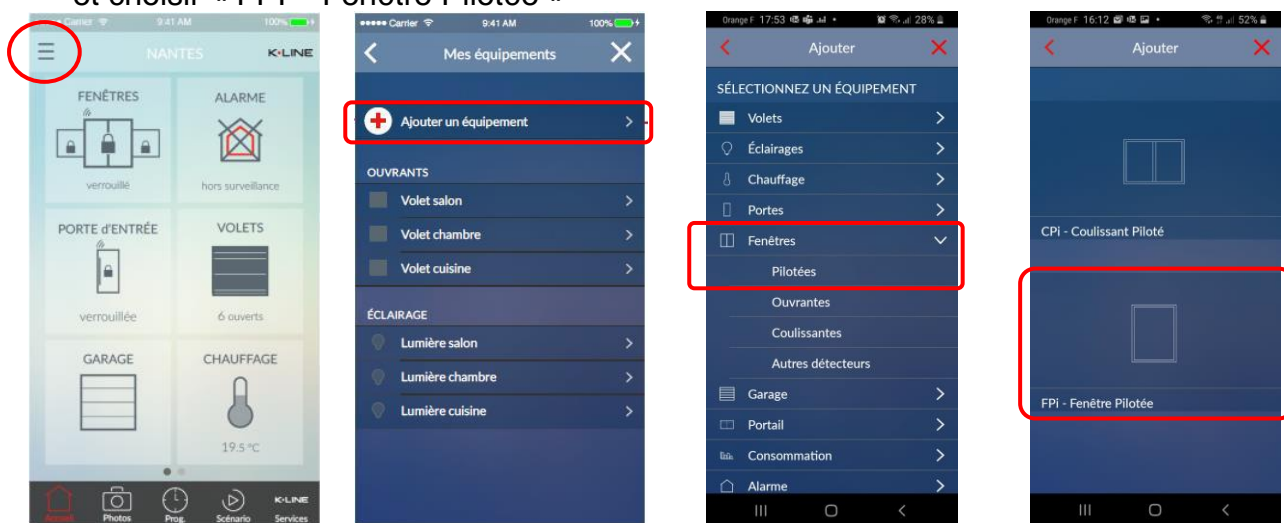 et choisir « FPI – Fenêtre Pilotés «
Carrier 9:41 AM 100%
NANTES K•LINE
FENÊTRES
verrouillé
ALARME
hors surveillance
PORTE d'ENTRÉE
verrouillée
VOLETS
6 ouverts
GARAGE
CHAUFFAGE
19.5 °C
Accueil Photos Prog. Scénario K•LINE Services
Carrier 9:41 AM 100%
Mes équipements
Ajouter un équipement
OUVRANTS
Volet salon
Volet chambre
Volet cuisine
ÉCLAIRAGE
Lumière salon
Lumière chambre
Lumière cuisine
Orange F 17:53 28%
Ajouter
SÉLECTIONNEZ UN ÉQUIPEMENT
Volets
Éclairages
Chauffage
Portes
Fenêtres
Pilotées
Ouvrantes
Coulissantes
Autres détecteurs
Garage
Portail
Consommation
Alarme
Orange F 16:12 52%
Ajouter
CPi - Coulissant Piloté
FPi - Fenêtre Pilotée